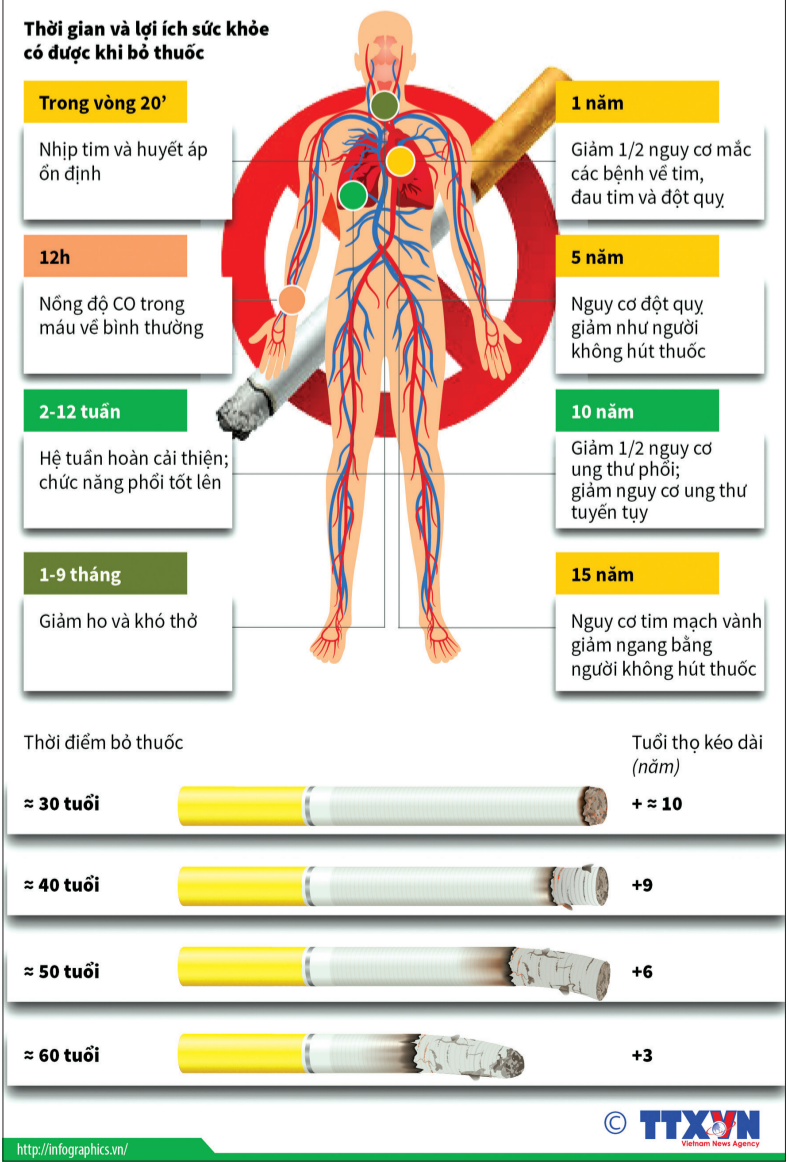 Thời gian và lợi ích sức khỏe
có được khi bỏ thuốc
Trong vòng 20’
Nhịp tim và huyết áp
ổn định
12h
Nồng độ CO trong
máu về bình thường
2-12 tuần
Hệ tuần hoàn cải thiện;
chức năng phổi tốt lên
1-9 tháng
Giảm ho và khó thở
1 năm
Giảm 1/2 nguy cơ mắc
các bệnh về tim,
đau tim và đột quỵ
5 năm
Nguy cơ đột quỵ
giảm như người
không hút thuốc
10 năm
Giảm 1/2 nguy cơ
ung thư phổi;
giảm nguy cơ ung thư
tuyến tụy
15 năm
Nguy cơ tim mạch vành
giảm ngang bằng
người không hút thuốc
Thời điểm bỏ thuốc
Tuổi thọ kéo dài
(năm)
≈ 30 tuổi
+ ≈ 10
≈ 40 tuổi
+9
≈ 50 tuổi
+6
≈ 60 tuổi
+3
© TTXVN
Vietnam News Agency
http://infographics.vn/